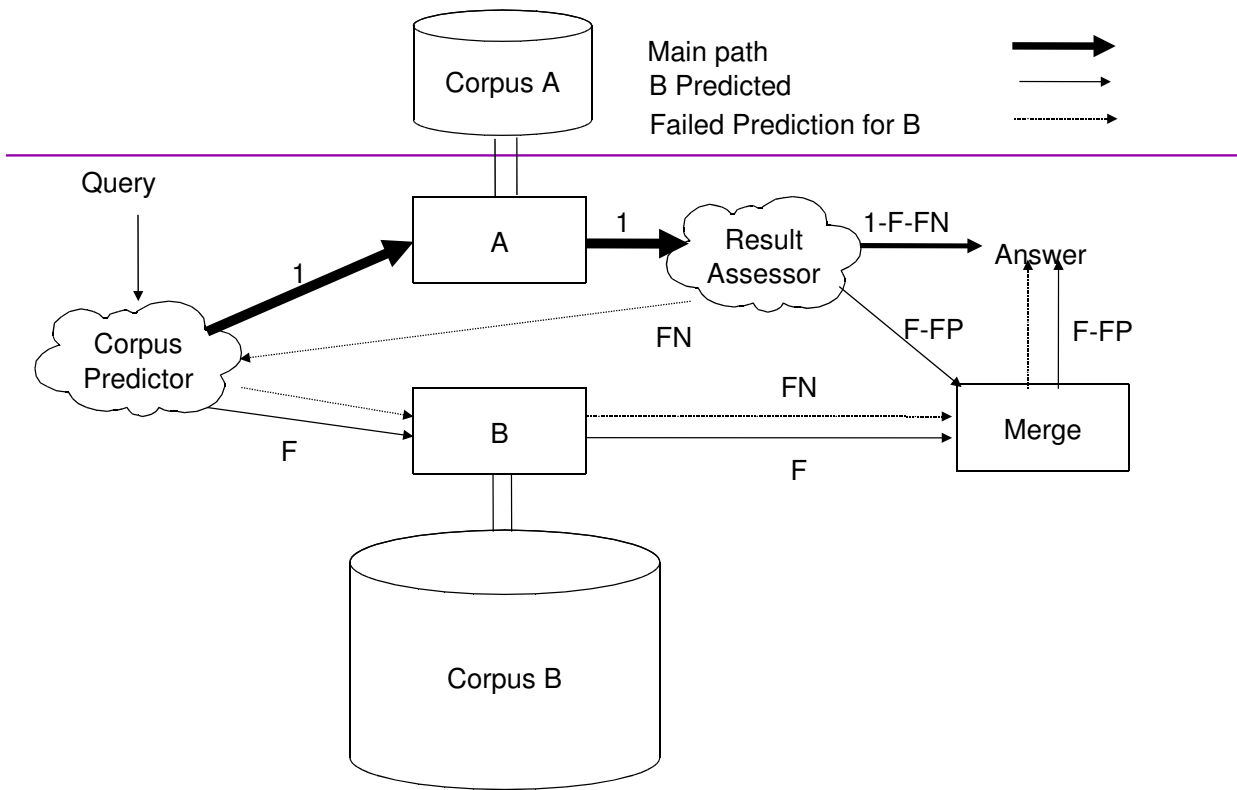 Corpus A
Main path
B Predicted
Failed Prediction for B
Query
A
1
1
Result
Assessor
1-F-FN
Answer
Corpus
Predictor
FN
F-FP
F-FP
B
F
FN
F
Merge
Corpus B